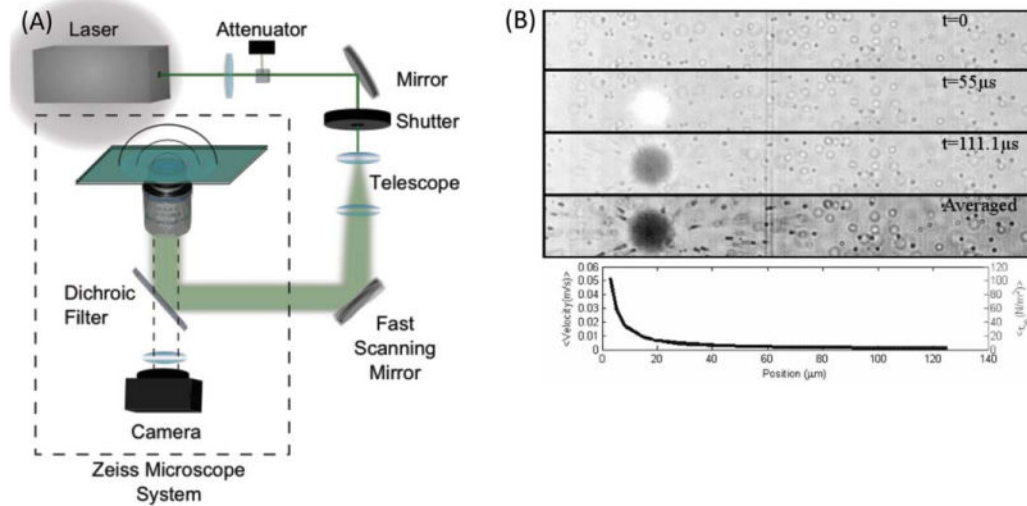 (A)
Laser
Attenuator
Mirror
Shutter
Telescope
Dichroic
Filter
Fast
Scanning
Mirror
Camera
Zeiss Microscope
System
(B)
t=0
t=55µs
t=111.1µs
Averaged
<Velocity(m/s)>
0.06
0.05
0.04
0.03
0.02
0.01
0
120
100
80
60
40
20
0
(N/m²)>
0 20 40 60 80 100 120 140
Position (µm)